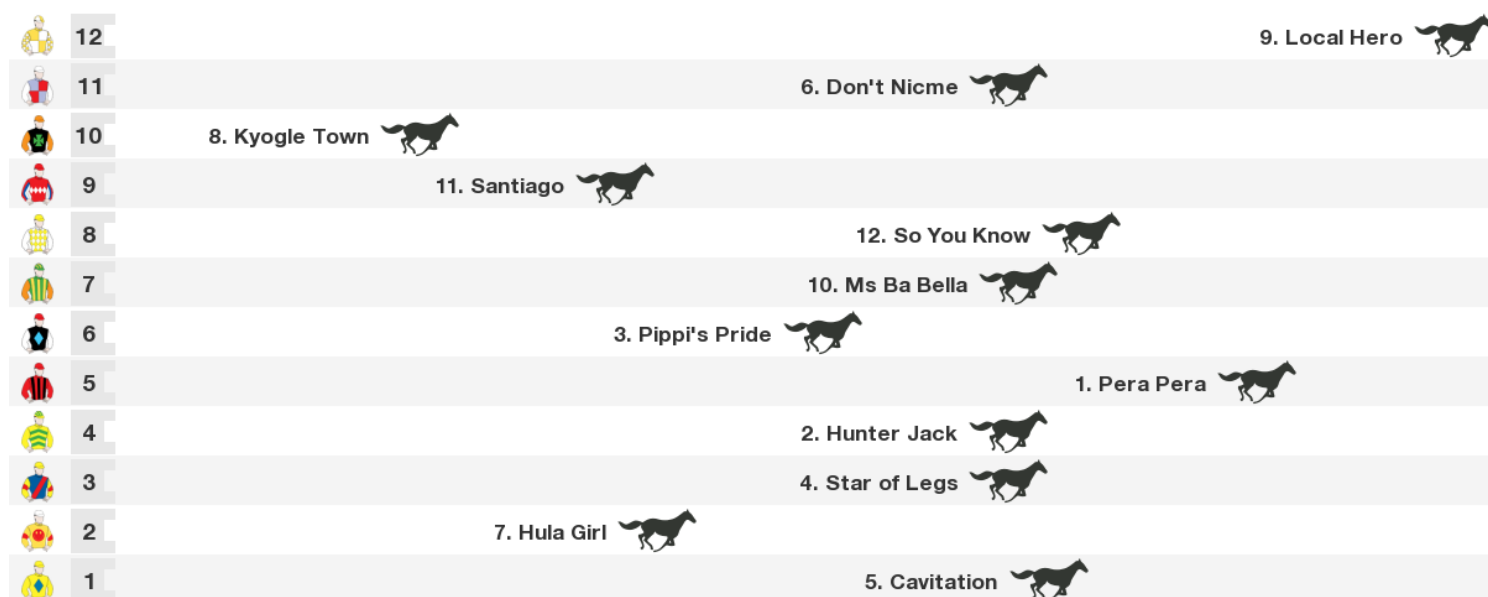 12 9. Local Hero
11 6. Don't Nicme
10 8. Kyogle Town
9 11. Santiago
8 12. So You Know
7 10. Ms Ba Bella
6 3. Pippi's Pride
5 1. Pera Pera
4 2. Hunter Jack
3 4. Star of Legs
2 7. Hula Girl
1 5. Cavitation